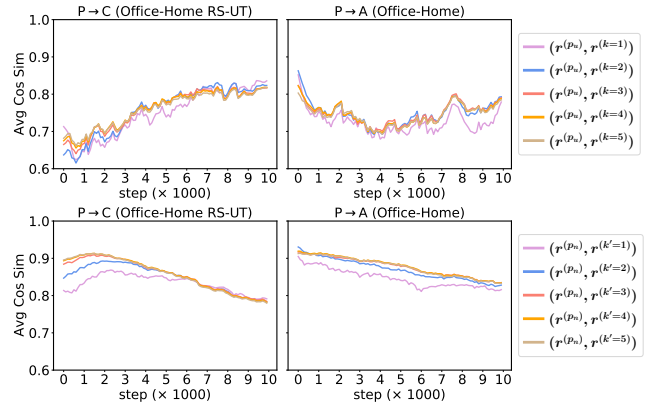 P→C (Office-Home RS-UT) P→A (Office-Home)
1.0
0.9
0.8
0.7
0.6
Avg Cos Sim
0 1 2 3 4 5 6 7 8 9 10
step (× 1000)
0 1 2 3 4 5 6 7 8 9 10
step (× 1000)
(r^(p_u), r^(k=1))
(r^(p_u), r^(k=2))
(r^(p_u), r^(k=3))
(r^(p_u), r^(k=4))
(r^(p_u), r^(k=5))
P→C (Office-Home RS-UT) P→A (Office-Home)
1.0
0.9
0.8
0.7
0.6
Avg Cos Sim
0 1 2 3 4 5 6 7 8 9 10
step (× 1000)
0 1 2 3 4 5 6 7 8 9 10
step (× 1000)
(r^(p_n), r^(k′=1))
(r^(p_n), r^(k′=2))
(r^(p_n), r^(k′=3))
(r^(p_n), r^(k′=4))
(r^(p_n), r^(k′=5))